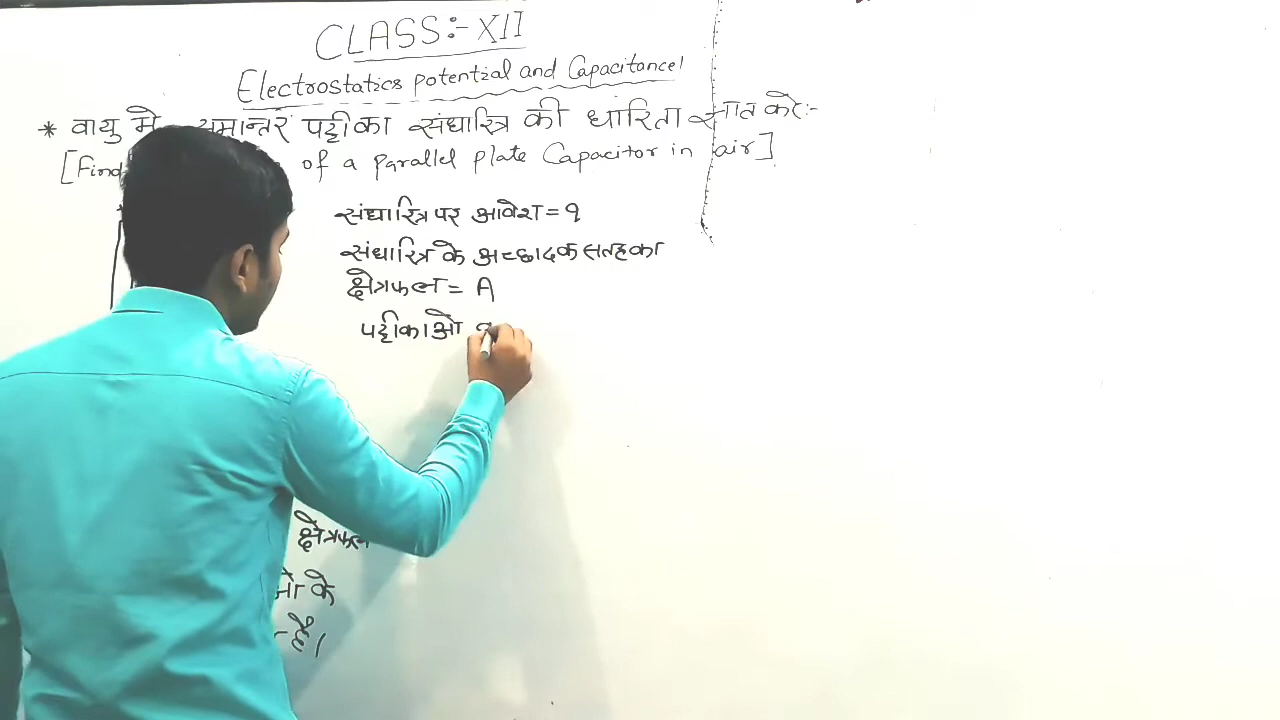 CLASS:- XII
Electrostatics potential and Capacitance!
* वायु मे समान्तर पट्टीका संधारित्र की धारिता ज्ञात करे:-
[Find of a parallel plate Capacitor in air]
संधारित्र पर आवेश = q
संधारित्र के अच्छादक सतह का
क्षेत्रफल = A
पट्टीकाओ
क्षेत्रफल
ओ के
है।